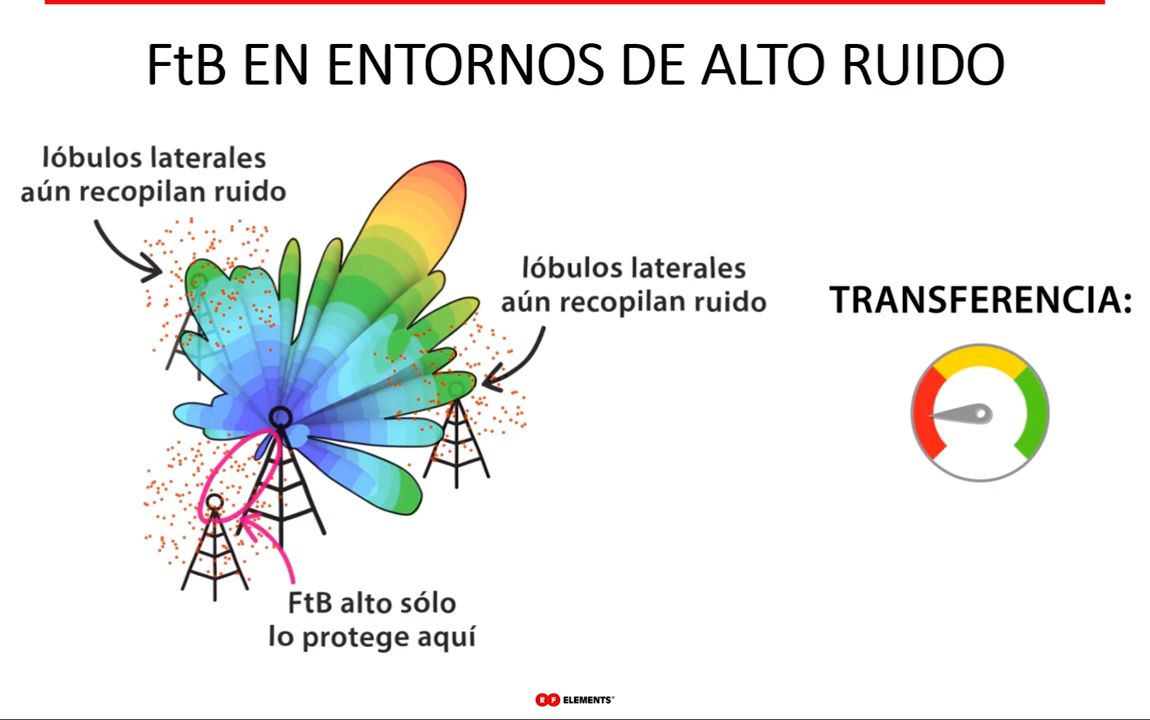 FtB EN ENTORNOS DE ALTO RUIDO
lóbulos laterales
aún recopilan ruido
lóbulos laterales
aún recopilan ruido
TRANSFERENCIA:
FtB alto sólo
lo protege aquí
RF ELEMENTS